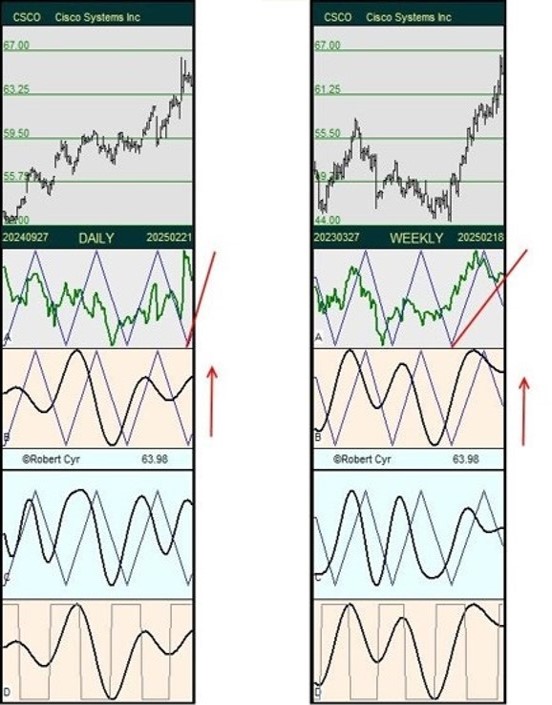 CSCO Cisco Systems Inc
67.00
63.25
59.50
55.75
20240927 DAILY 20250221
A
B
©Robert Cyr 63.98
C
D
CSCO Cisco Systems Inc
67.00
61.25
55.50
44.00
20230327 WEEKLY 20250218
A
B
©Robert Cyr 63.98
C
D